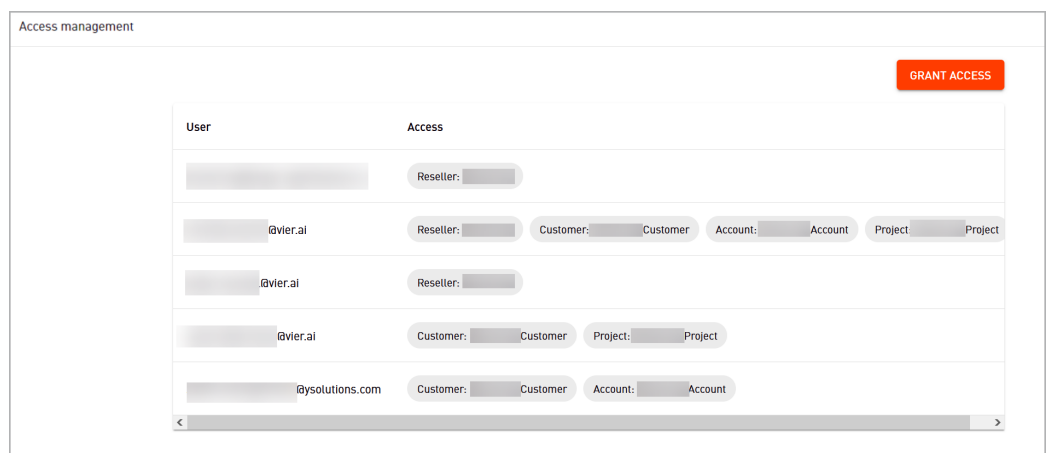 Access management
GRANT ACCESS
User Access
Reseller:
@vier.ai Reseller: Customer: Customer Account: Account Project: Project
@vier.ai Reseller:
@vier.ai Customer: Customer Project: Project
@ysolutions.com Customer: Customer Account: Account